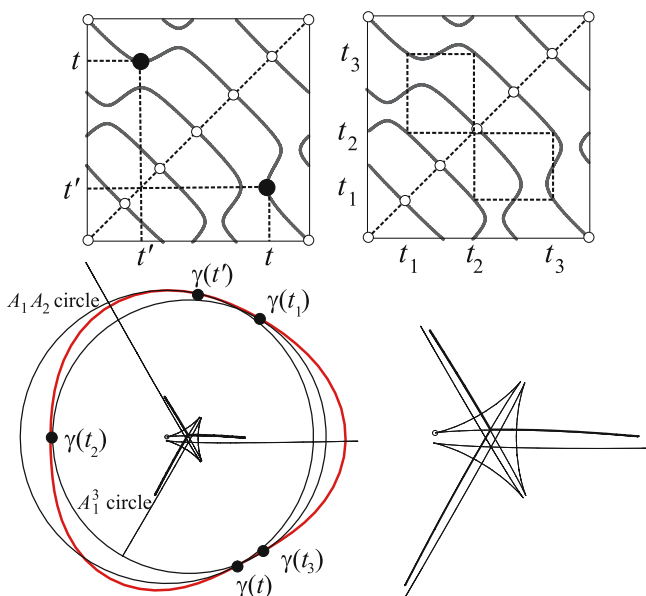 t
t'
t'
t
t₃
t₂
t₁
t₁
t₂
t₃
A₁A₂ circle
γ(t')
γ(t₁)
γ(t₂)
A₁³ circle
γ(t₃)
γ(t)